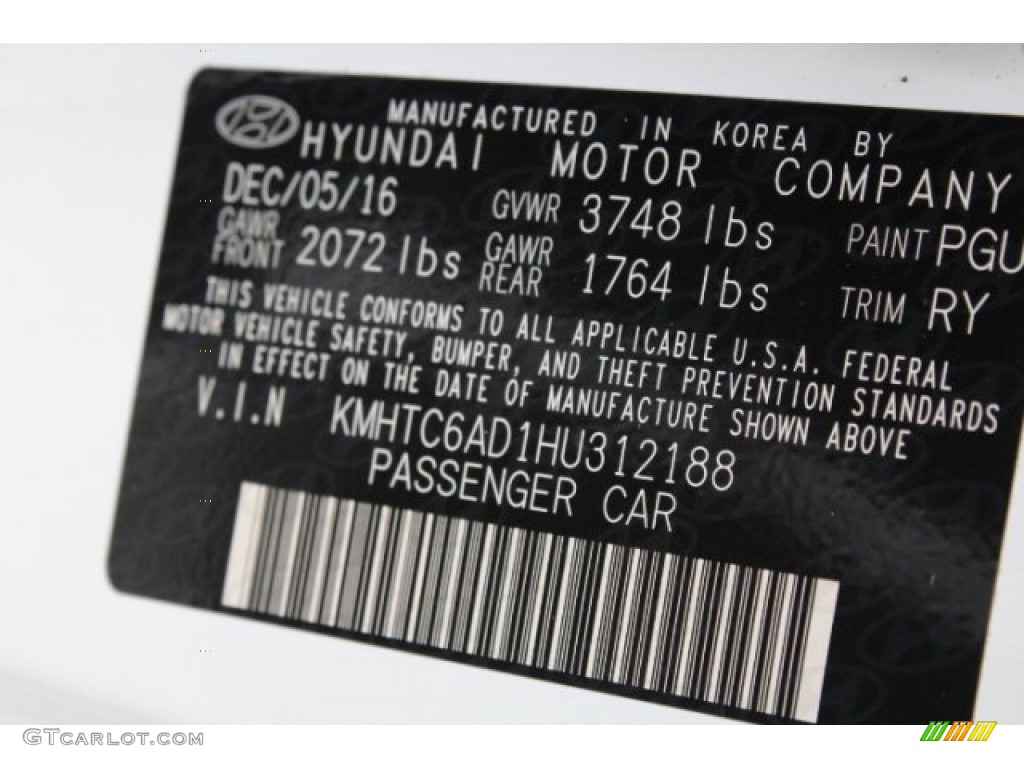 MANUFACTURED IN KOREA BY
HYUNDAI MOTOR COMPANY
DEC/05/16 GVWR 3748 lbs PAINT PGU
GAWR FRONT 2072 lbs GAWR REAR 1764 lbs TRIM RY
THIS VEHICLE CONFORMS TO ALL APPLICABLE U.S.A. FEDERAL
MOTOR VEHICLE SAFETY, BUMPER, AND THEFT PREVENTION STANDARDS
IN EFFECT ON THE DATE OF MANUFACTURE SHOWN ABOVE
V.I.N KMHTC6AD1HU312188
PASSENGER CAR
GTCARLOT.COM